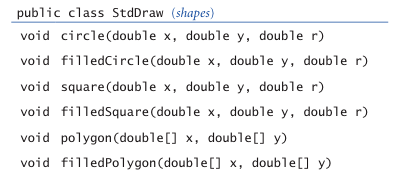 public class StdDraw (shapes)
void circle(double x, double y, double r)
void filledCircle(double x, double y, double r)
void square(double x, double y, double r)
void filledSquare(double x, double y, double r)
void polygon(double[] x, double[] y)
void filledPolygon(double[] x, double[] y)